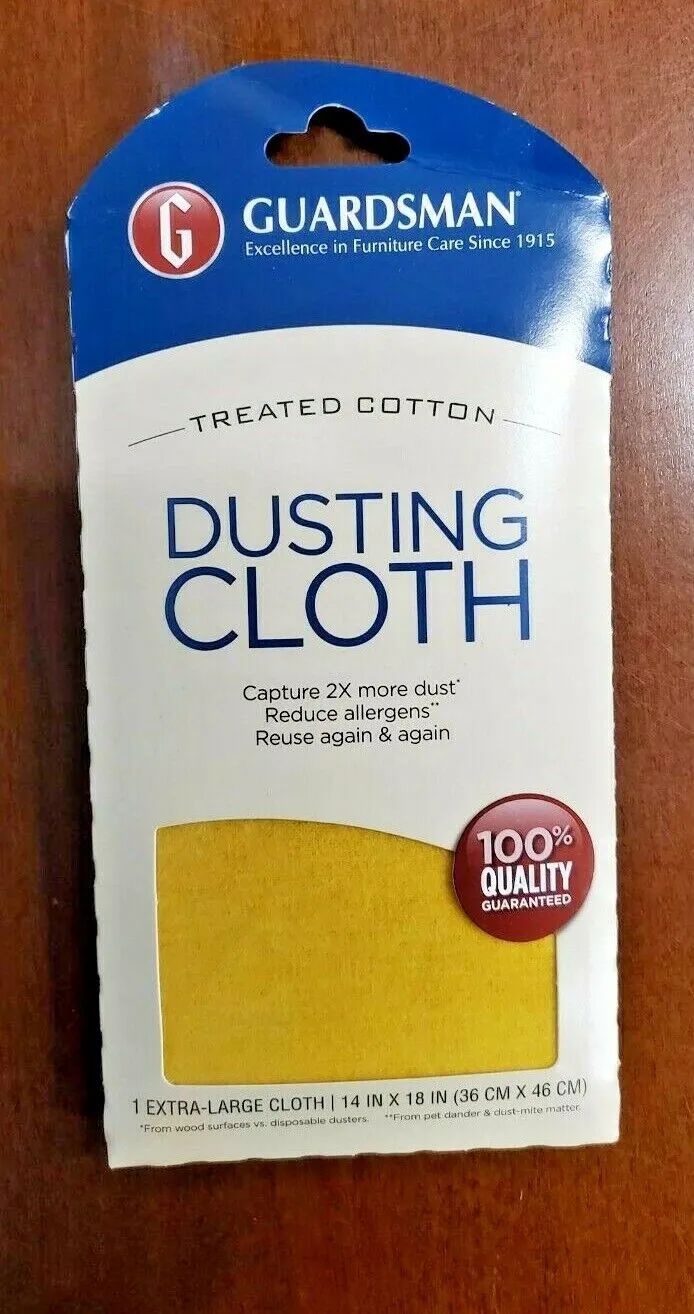 G
GUARDSMAN®
Excellence in Furniture Care Since 1915
TREATED COTTON
DUSTING
CLOTH
Capture 2X more dust*
Reduce allergens**
Reuse again & again
100%
QUALITY
GUARANTEED
1 EXTRA-LARGE CLOTH | 14 IN X 18 IN (36 CM X 46 CM)
*From wood surfaces vs. disposable dusters. **From pet dander & dust-mite matter.